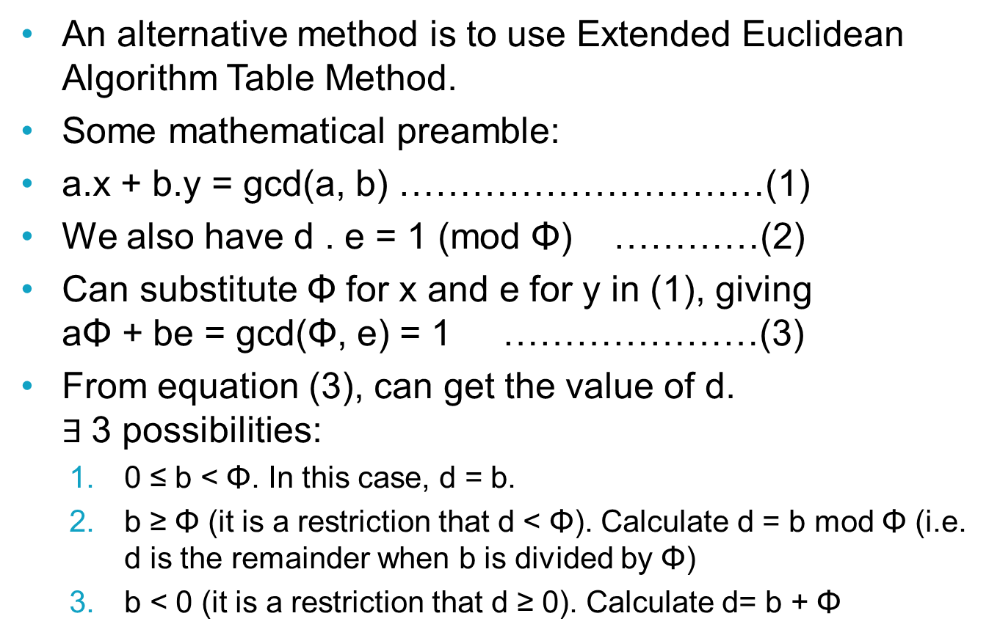 • An alternative method is to use Extended Euclidean
Algorithm Table Method.
• Some mathematical preamble:
• a.x + b.y = gcd(a, b) …………………………(1)
• We also have d . e = 1 (mod Φ) …………(2)
• Can substitute Φ for x and e for y in (1), giving
aΦ + be = gcd(Φ, e) = 1 …………………(3)
• From equation (3), can get the value of d.
∃ 3 possibilities:
1. 0 ≤ b < Φ. In this case, d = b.
2. b ≥ Φ (it is a restriction that d < Φ). Calculate d = b mod Φ (i.e.
d is the remainder when b is divided by Φ)
3. b < 0 (it is a restriction that d ≥ 0). Calculate d= b + Φ